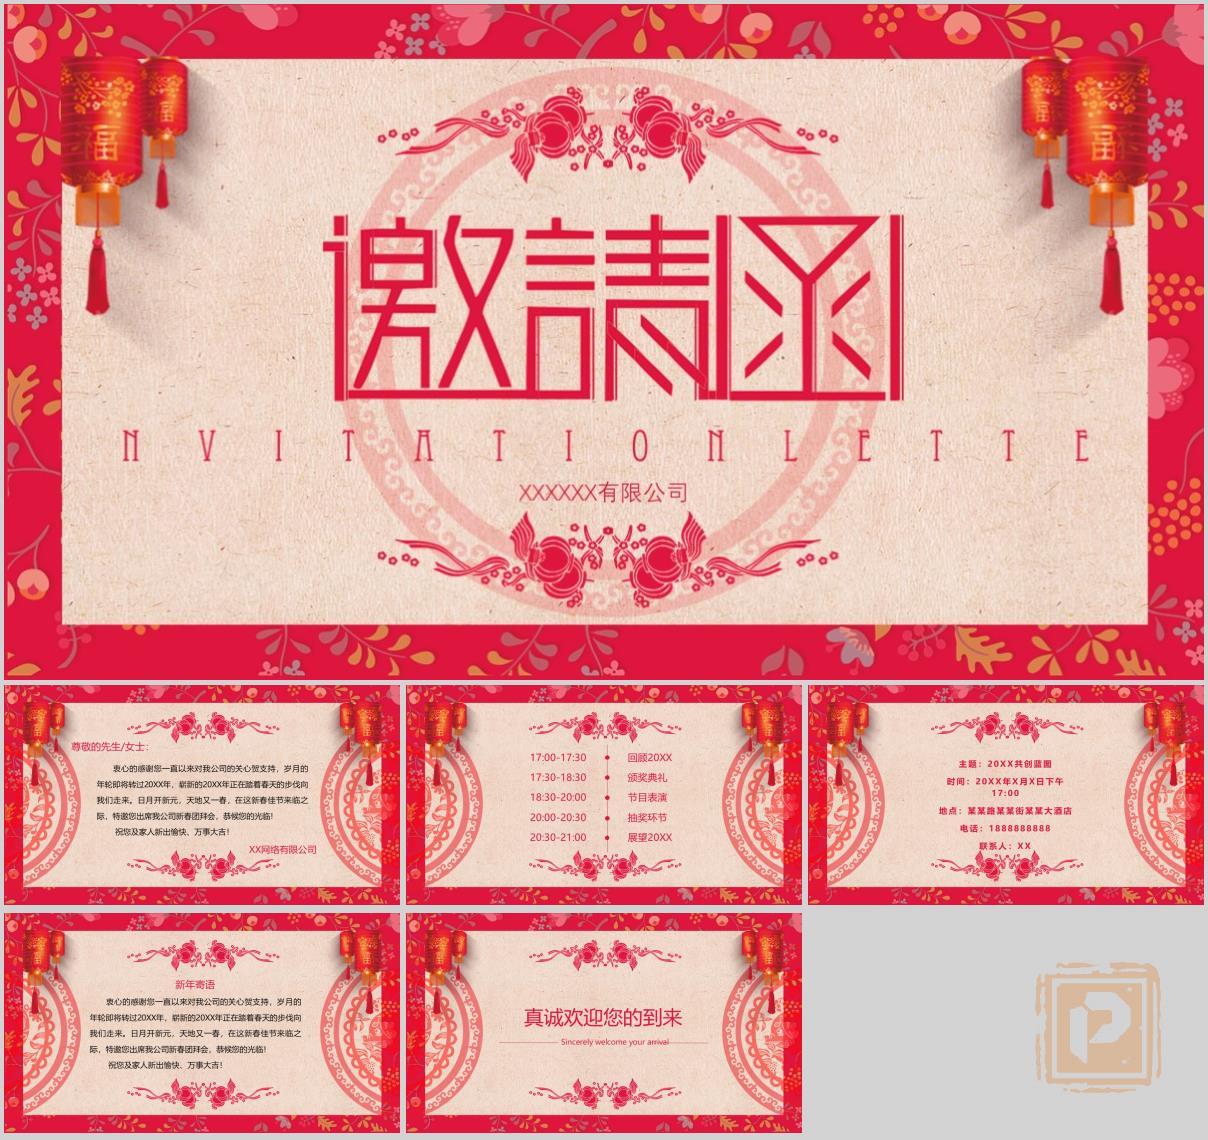 福
福
邀請函
NVITATIONLETTE
XXXXXX有限公司
尊敬的先生/女士:
衷心的感谢您一直以来对我公司的关心贺支持，岁月的
年轮即将转过20XX年，崭新的20XX年正在踏着春天的步伐向
我们走来。日月开新元，天地又一春，在这新春佳节来临之
际，特邀您出席我公司新春团拜会，恭候您的光临!
祝您及家人新出愉快、万事大吉!
XX网络有限公司
17:00-17:30 回顾20XX
17:30-18:30 颁奖典礼
18:30-20:00 节目表演
20:00-20:30 抽奖环节
20:30-21:00 展望20XX
主题：20XX共创蓝图
时间：20XX年X月X日下午
17:00
地点：某某路某某街某某大酒店
电话：1888888888
联系人：XX
新年寄语
衷心的感谢您一直以来对我公司的关心贺支持，岁月的
年轮即将转过20XX年，崭新的20XX年正在踏着春天的步伐向
我们走来。日月开新元，天地又一春，在这新春佳节来临之
际，特邀您出席我公司新春团拜会，恭候您的光临!
祝您及家人新出愉快、万事大吉!
真诚欢迎您的到来
Sincerely welcome your arrival
P